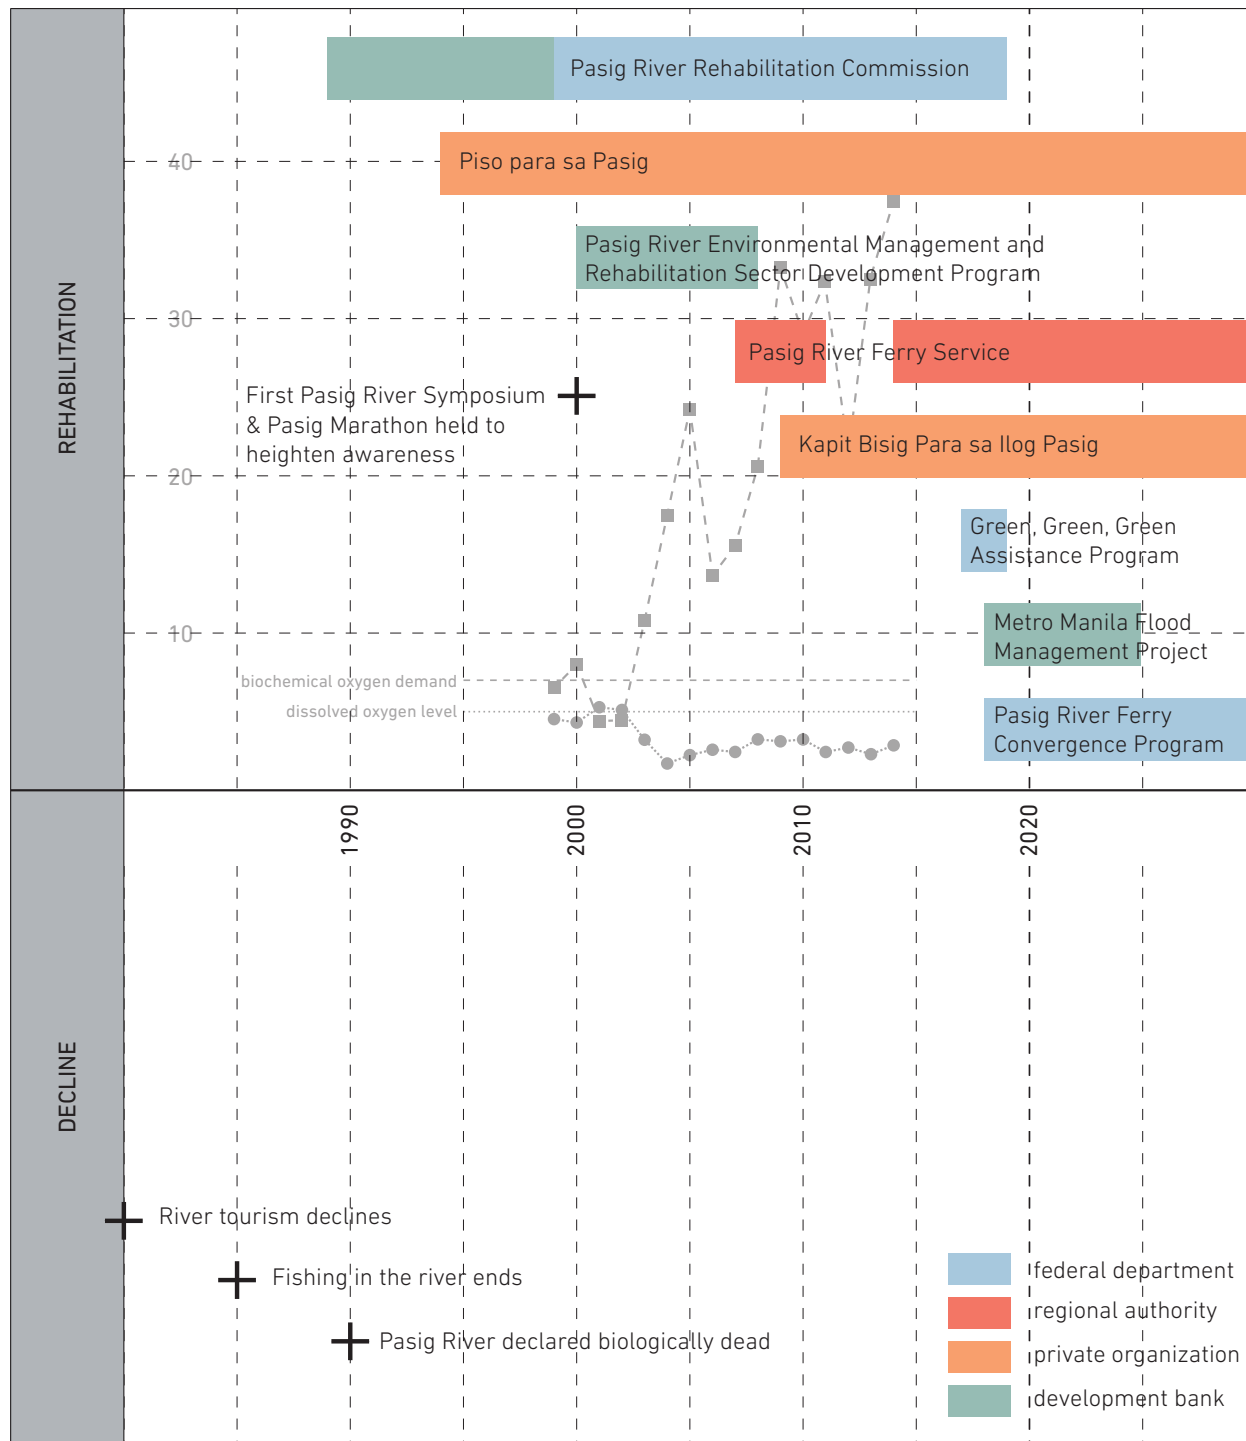 REHABILITATION
Pasig River Rehabilitation Commission
40
Piso para sa Pasig
Pasig River Environmental Management and
Rehabilitation Sector Development Program
30
Pasig River Ferry Service
First Pasig River Symposium
& Pasig Marathon held to
heighten awareness
Kapit Bisig Para sa Ilog Pasig
20
Green, Green, Green
Assistance Program
10
Metro Manila Flood
Management Project
biochemical oxygen demand
dissolved oxygen level
Pasig River Ferry
Convergence Program
1990
2000
2010
2020
DECLINE
River tourism declines
Fishing in the river ends
Pasig River declared biologically dead
federal department
regional authority
private organization
development bank